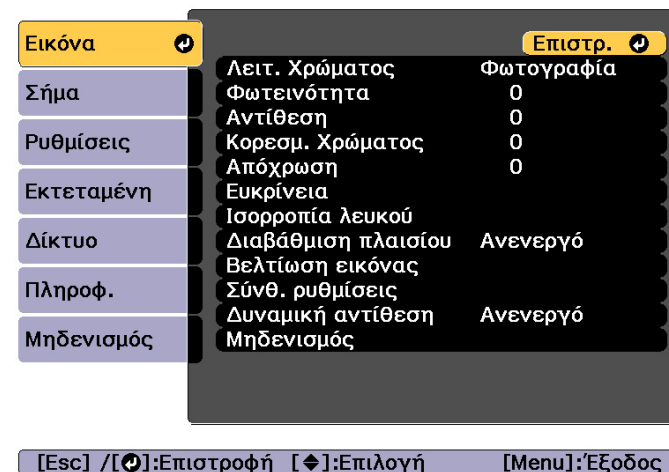 Εικόνα
Σήμα
Ρυθμίσεις
Εκτεταμένη
Δίκτυο
Πληροφ.
Μηδενισμός
Επιστρ.
Λειτ. Χρώματος Φωτογραφία
Φωτεινότητα 0
Αντίθεση 0
Κορεσμ. Χρώματος 0
Απόχρωση 0
Ευκρίνεια
Ισορροπία λευκού
Διαβάθμιση πλαισίου Ανενεργό
Βελτίωση εικόνας
Σύνθ. ρυθμίσεις
Δυναμική αντίθεση Ανενεργό
Μηδενισμός
[Esc] /[⏎]:Επιστροφή [◆]:Επιλογή [Menu]:Έξοδος